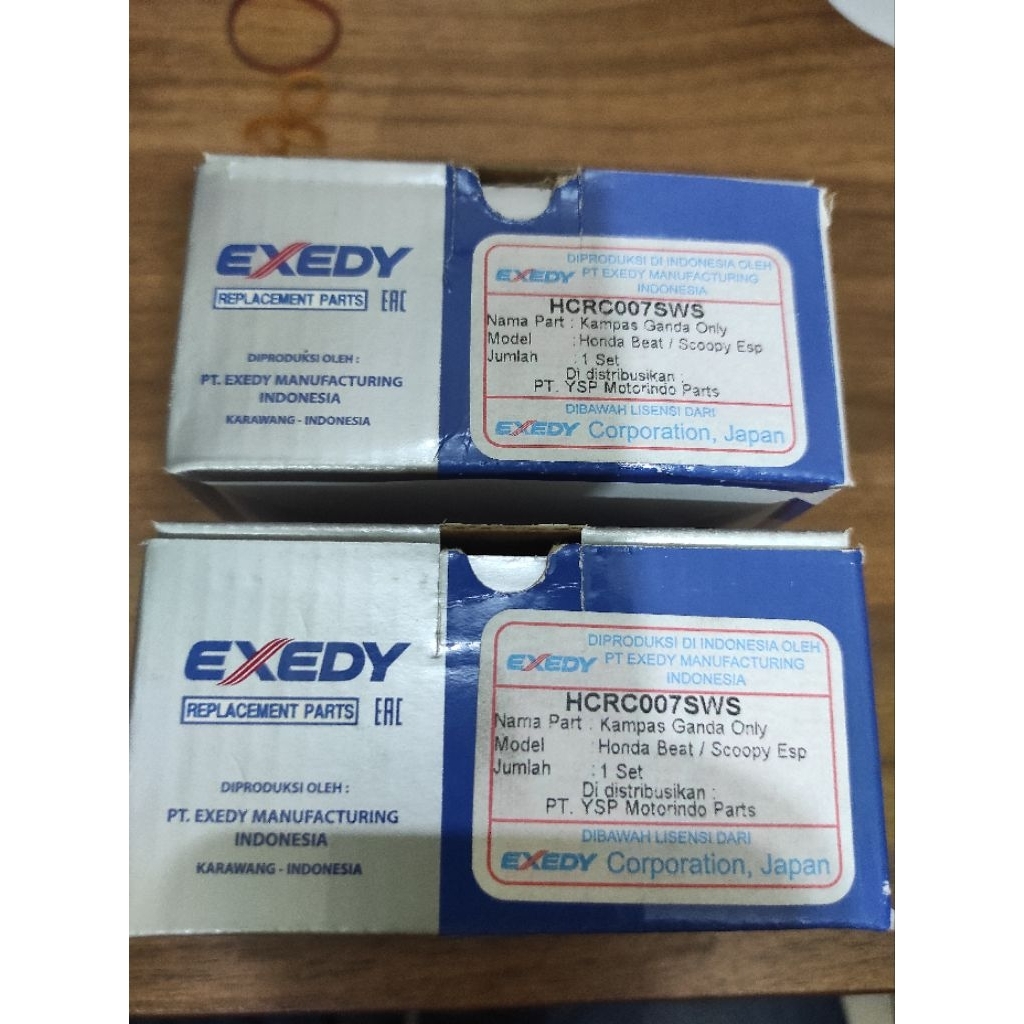 EXEDY
REPLACEMENT PARTS EAC
DIPRODUKSI OLEH :
PT. EXEDY MANUFACTURING
INDONESIA
KARAWANG - INDONESIA
DIPRODUKSI DI INDONESIA OLEH
EXEDY PT EXEDY MANUFACTURING
INDONESIA
HCRC007SWS
Nama Part : Kampas Ganda Only
Model : Honda Beat / Scoopy Esp
Jumlah : 1 Set
Di distribusikan :
PT. YSP Motorindo Parts
DIBAWAH LISENSI DARI
EXEDY Corporation, Japan
EXEDY
REPLACEMENT PARTS EAC
DIPRODUKSI OLEH :
PT. EXEDY MANUFACTURING
INDONESIA
KARAWANG - INDONESIA
DIPRODUKSI DI INDONESIA OLEH
EXEDY PT EXEDY MANUFACTURING
INDONESIA
HCRC007SWS
Nama Part : Kampas Ganda Only
Model : Honda Beat / Scoopy Esp
Jumlah : 1 Set
Di distribusikan :
PT. YSP Motorindo Parts
DIBAWAH LISENSI DARI
EXEDY Corporation, Japan